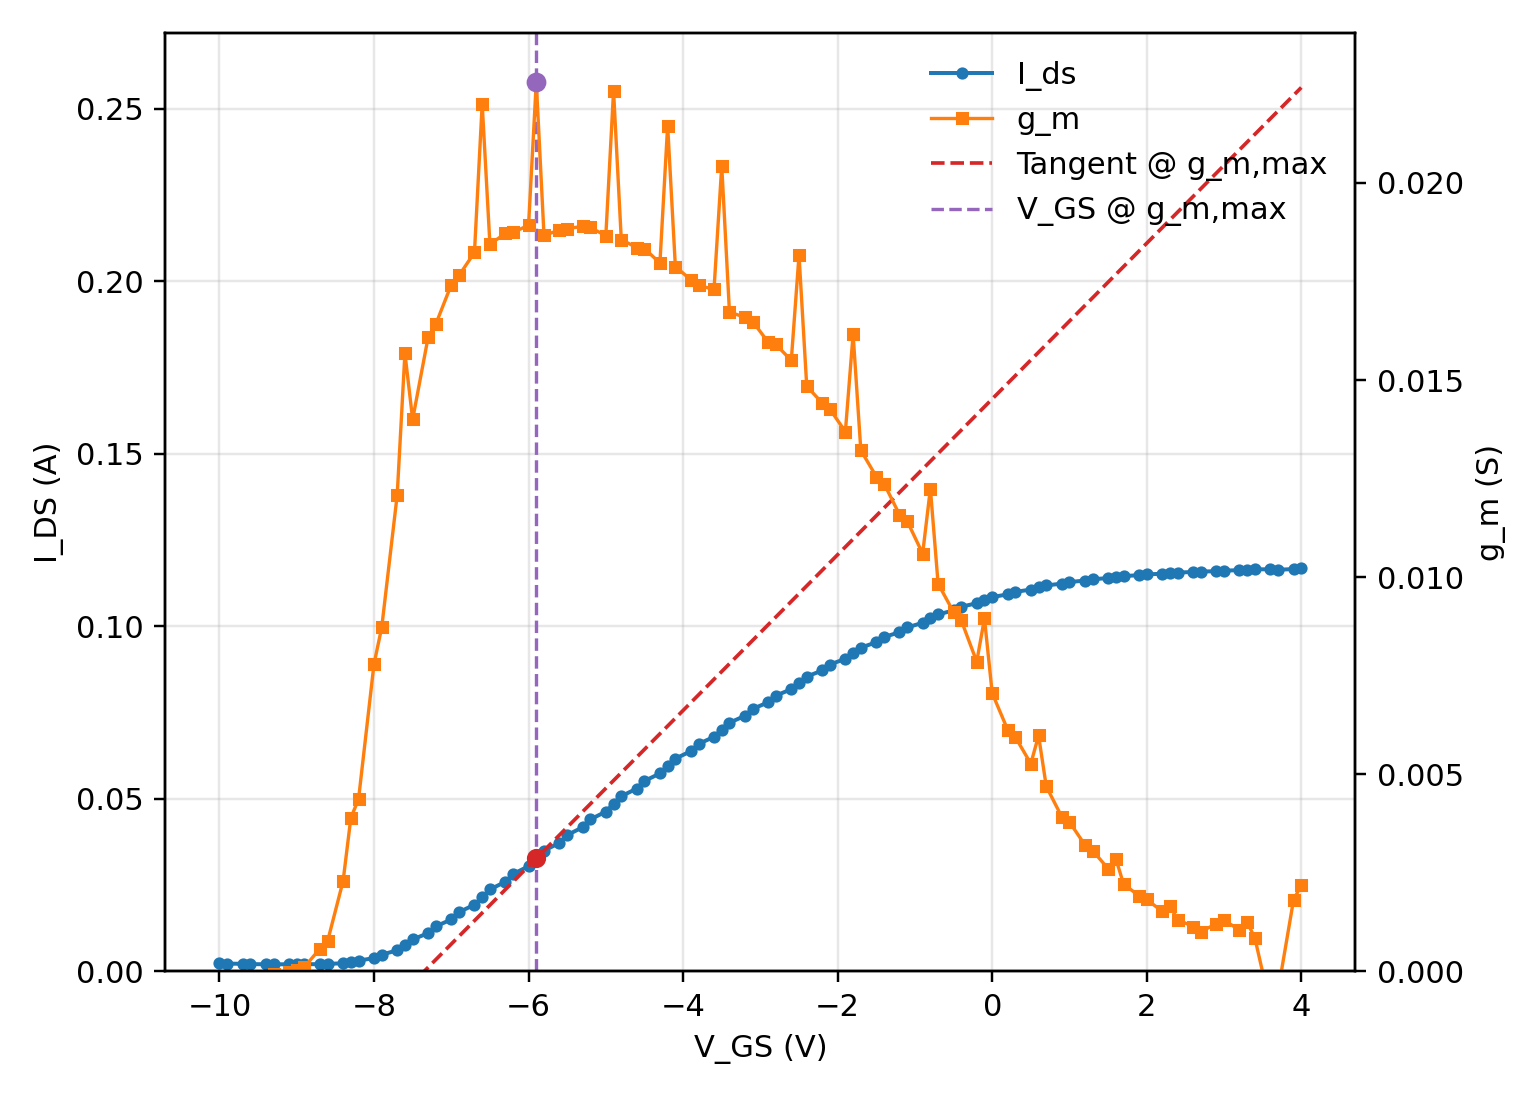 I_ds
g_m
Tangent @ g_m,max
V_GS @ g_m,max
I_DS (A)
0.25
0.20
0.15
0.10
0.05
0.00
g_m (S)
0.020
0.015
0.010
0.005
0.000
−10 −8 −6 −4 −2 0 2 4
V_GS (V)